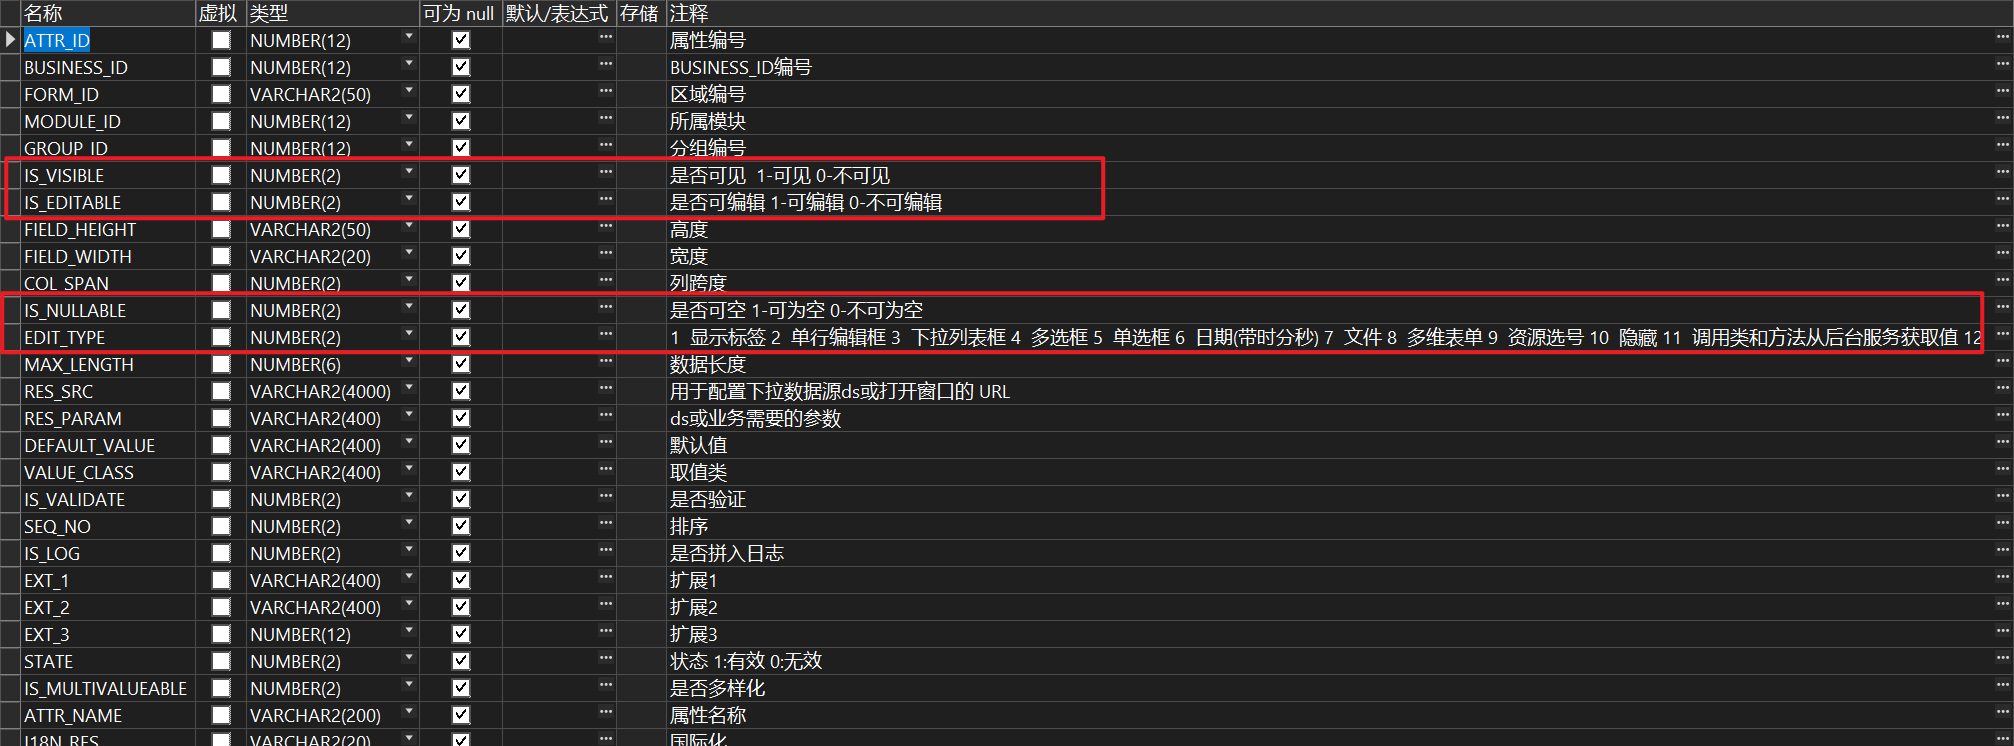 名称 虚拟 类型 可为 null 默认/表达式 存储 注释
ATTR_ID NUMBER(12) 属性编号
BUSINESS_ID NUMBER(12) BUSINESS_ID编号
FORM_ID VARCHAR2(50) 区域编号
MODULE_ID NUMBER(12) 所属模块
GROUP_ID NUMBER(12) 分组编号
IS_VISIBLE NUMBER(2) 是否可见 1-可见 0-不可见
IS_EDITABLE NUMBER(2) 是否可编辑 1-可编辑 0-不可编辑
FIELD_HEIGHT VARCHAR2(50) 高度
FIELD_WIDTH VARCHAR2(20) 宽度
COL_SPAN NUMBER(2) 列跨度
IS_NULLABLE NUMBER(2) 是否可空 1-可为空 0-不可为空
EDIT_TYPE NUMBER(2) 1 显示标签 2 单行编辑框 3 下拉列表框 4 多选框 5 单选框 6 日期(带时分秒) 7 文件 8 多维表单 9 资源选号 10 隐藏 11 调用类和方法从后台服务获取值 12
MAX_LENGTH NUMBER(6) 数据长度
RES_SRC VARCHAR2(4000) 用于配置下拉数据源ds或打开窗口的 URL
RES_PARAM VARCHAR2(400) ds或业务需要的参数
DEFAULT_VALUE VARCHAR2(400) 默认值
VALUE_CLASS VARCHAR2(400) 取值类
IS_VALIDATE NUMBER(2) 是否验证
SEQ_NO NUMBER(2) 排序
IS_LOG NUMBER(2) 是否拼入日志
EXT_1 VARCHAR2(400) 扩展1
EXT_2 VARCHAR2(400) 扩展2
EXT_3 NUMBER(12) 扩展3
STATE NUMBER(2) 状态 1:有效 0:无效
IS_MULTIVALUEABLE NUMBER(2) 是否多样化
ATTR_NAME VARCHAR2(200) 属性名称
I18N_RES VARCHAR2(20) 国际化